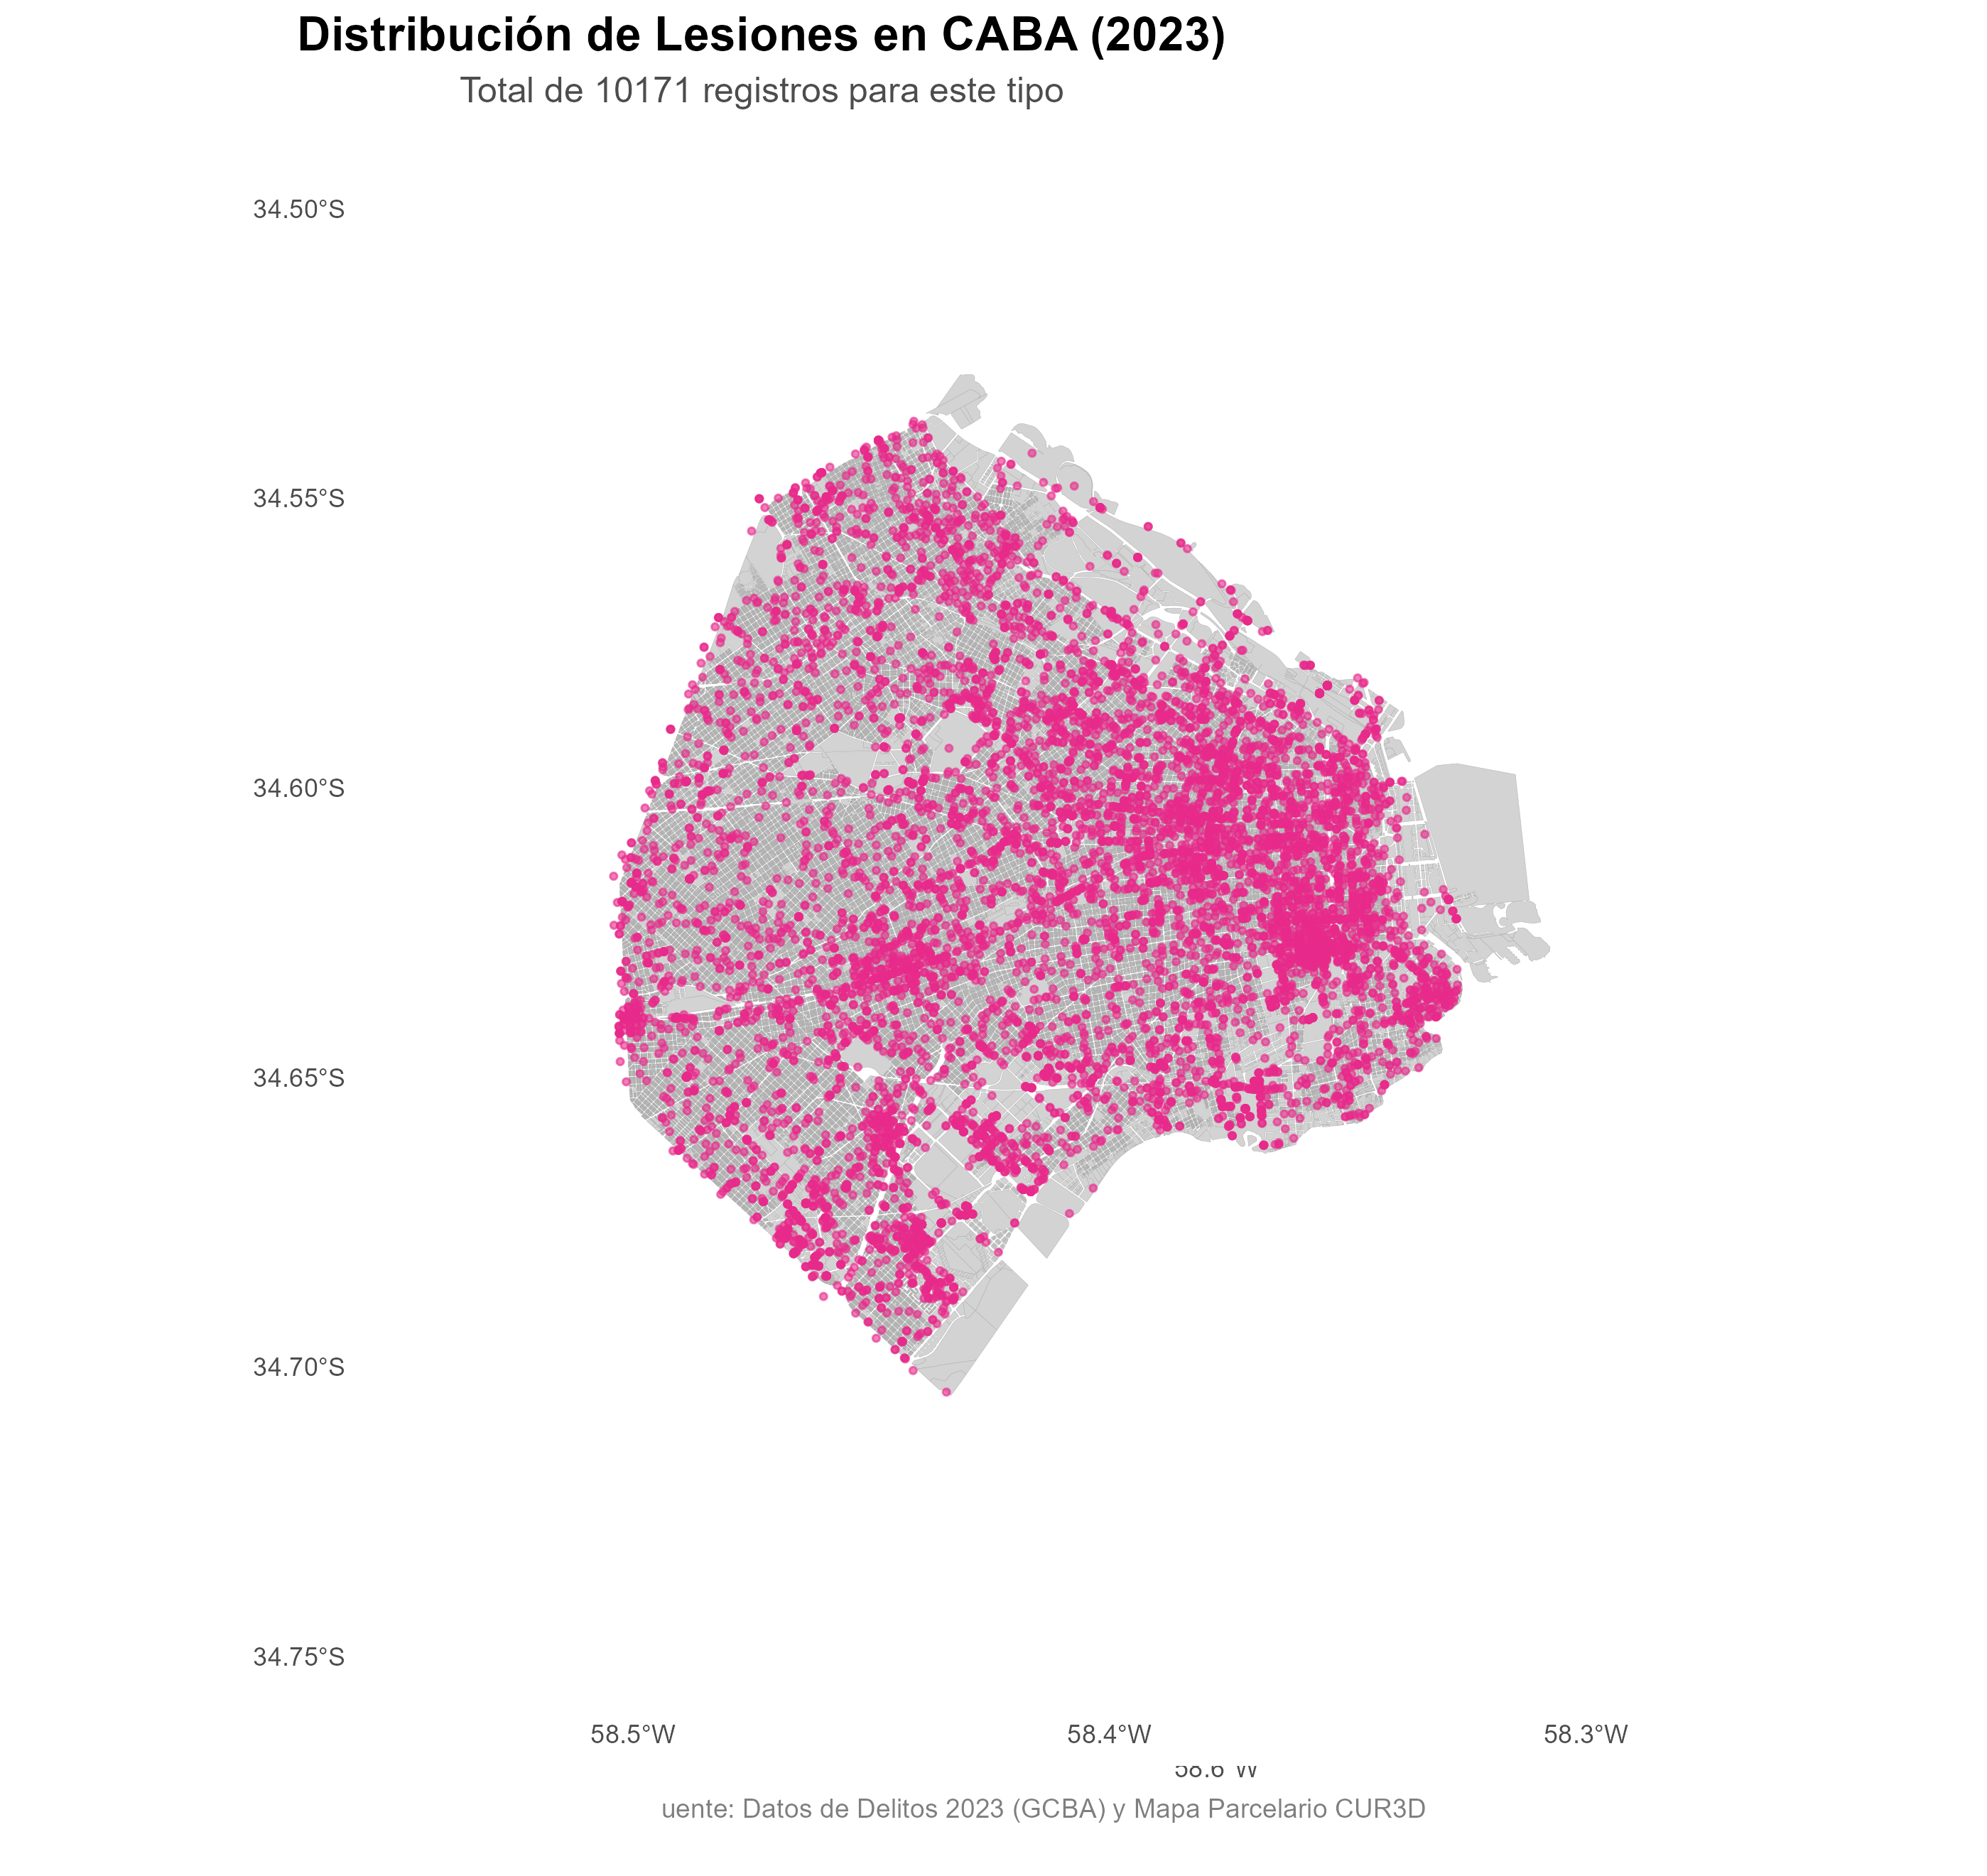 Distribución de Lesiones en CABA (2023)
Total de 10171 registros para este tipo
34.50°S
34.55°S
34.60°S
34.65°S
34.70°S
34.75°S
58.5°W
58.4°W
58.3°W
58.6°W
uente: Datos de Delitos 2023 (GCBA) y Mapa Parcelario CUR3D